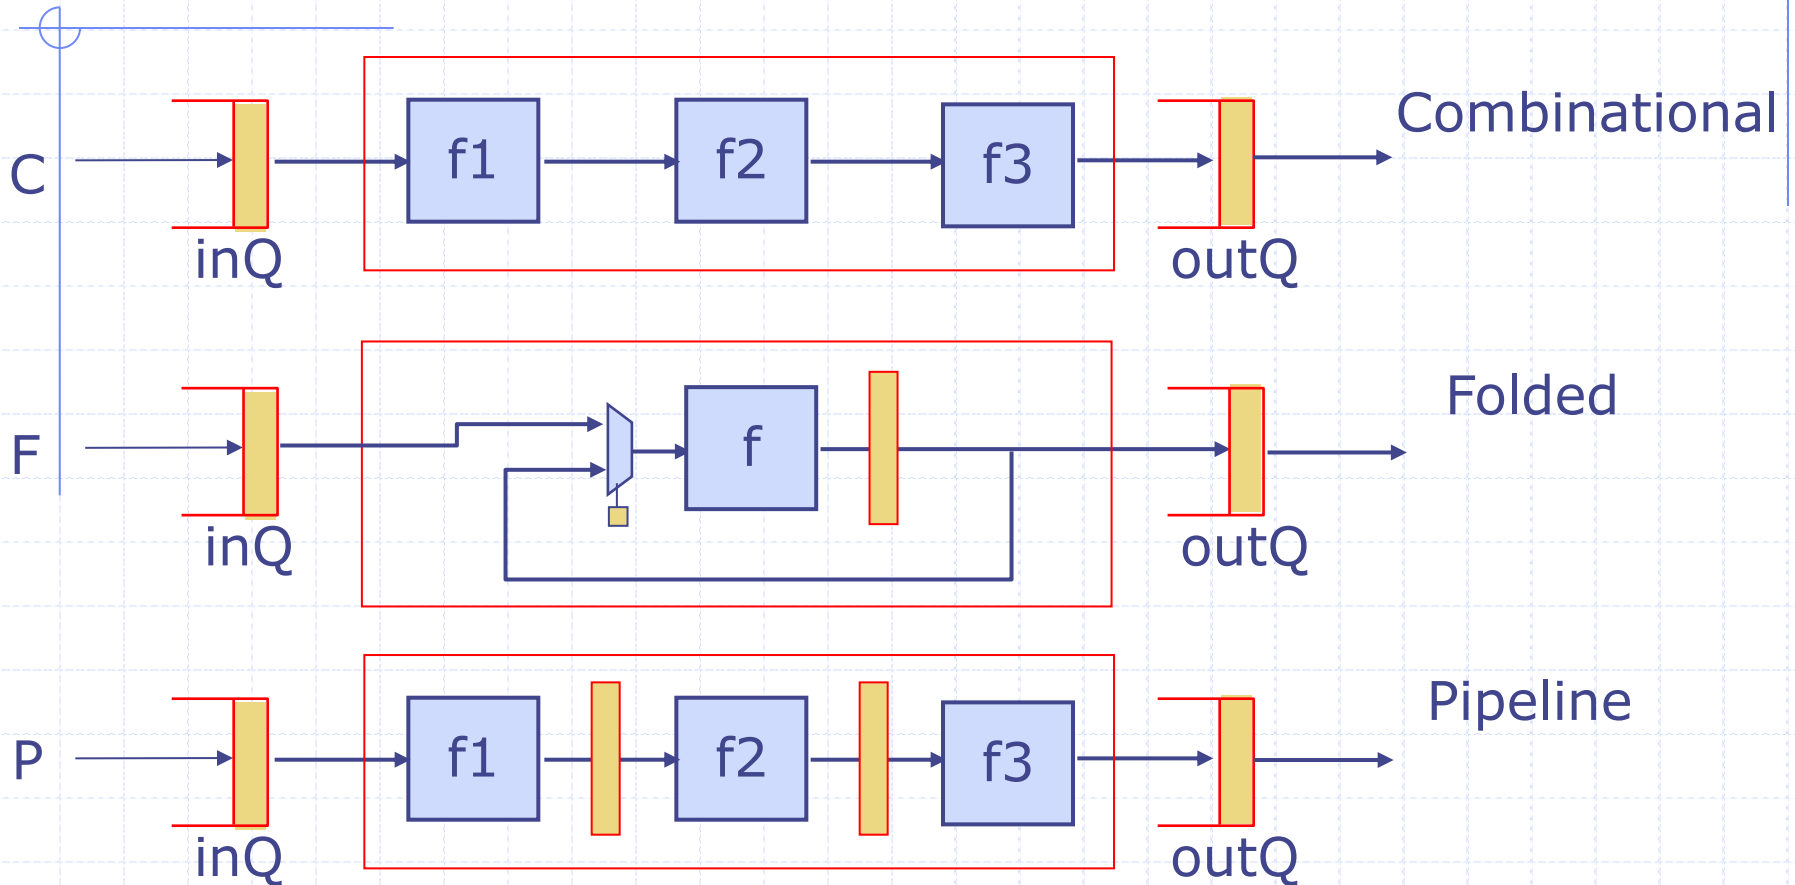 Combinational
C
f1
f2
f3
inQ
outQ
Folded
F
f
inQ
outQ
Pipeline
P
f1
f2
f3
inQ
outQ